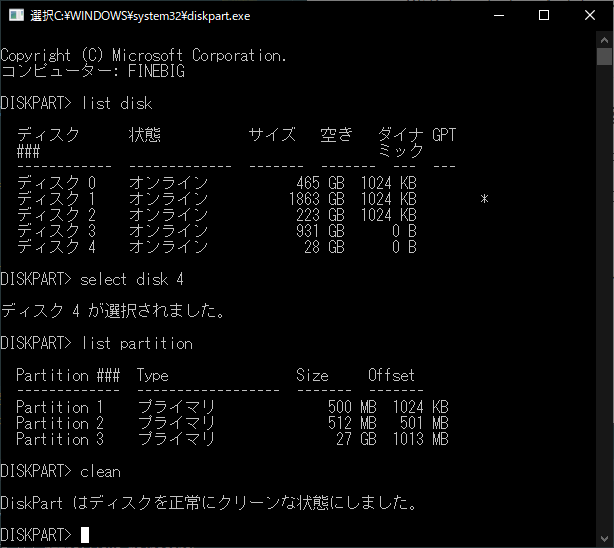 選択C:¥WINDOWS¥system32¥diskpart.exe
Copyright (C) Microsoft Corporation.
コンピューター: FINEBIG
DISKPART> list disk
ディスク 状態 サイズ 空き ダイナ GPT
### ミック
------------ ------------- ------- ------- --- ---
ディスク 0 オンライン 465 GB 1024 KB
ディスク 1 オンライン 1863 GB 1024 KB *
ディスク 2 オンライン 223 GB 1024 KB
ディスク 3 オンライン 931 GB 0 B
ディスク 4 オンライン 28 GB 0 B
DISKPART> select disk 4
ディスク 4 が選択されました。
DISKPART> list partition
Partition ### Type Size Offset
------------- ------------------ ------- -------
Partition 1 プライマリ 500 MB 1024 KB
Partition 2 プライマリ 512 MB 501 MB
Partition 3 プライマリ 27 GB 1013 MB
DISKPART> clean
DiskPart はディスクを正常にクリーンな状態にしました。
DISKPART>